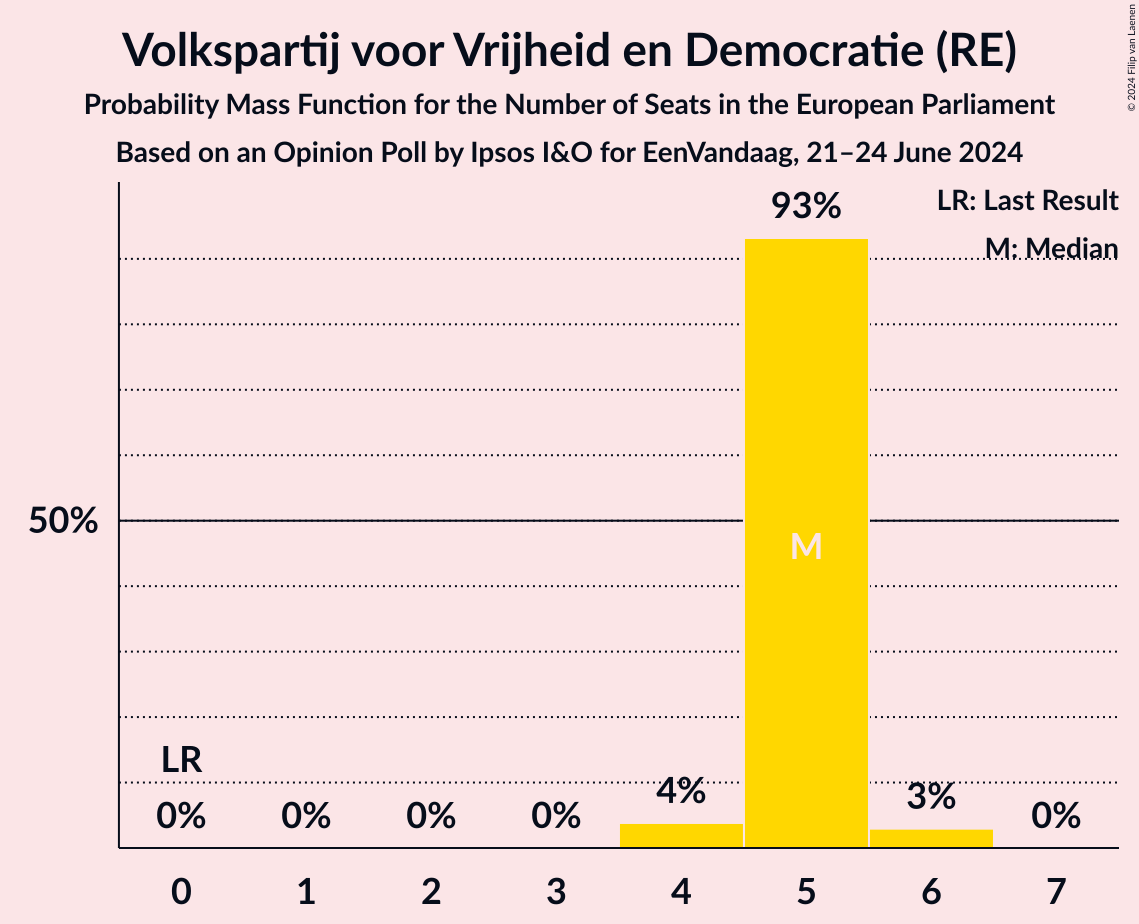 Volkspartij voor Vrijheid en Democratie (RE)
Probability Mass Function for the Number of Seats in the European Parliament
Based on an Opinion Poll by Ipsos I&O for EenVandaag, 21–24 June 2024
© 2024 Filip van Laenen
LR: Last Result
M: Median
93%
50%
M
LR
0% 0% 0% 0% 4% 3% 0%
0 1 2 3 4 5 6 7